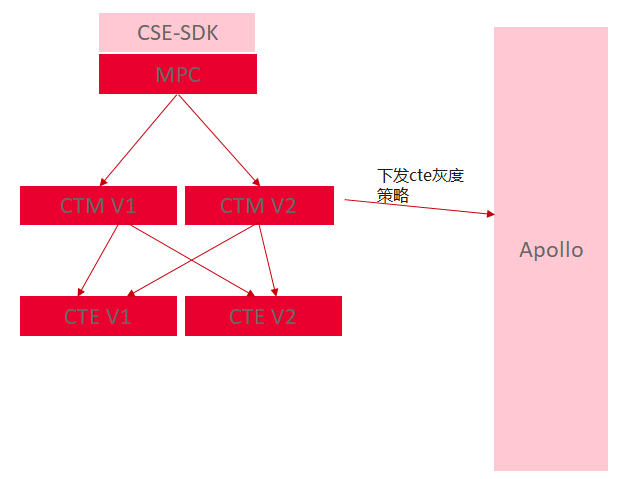 CSE-SDK
MPC
下发cte灰度
策略
CTM V1
CTM V2
Apollo
CTE V1
CTE V2